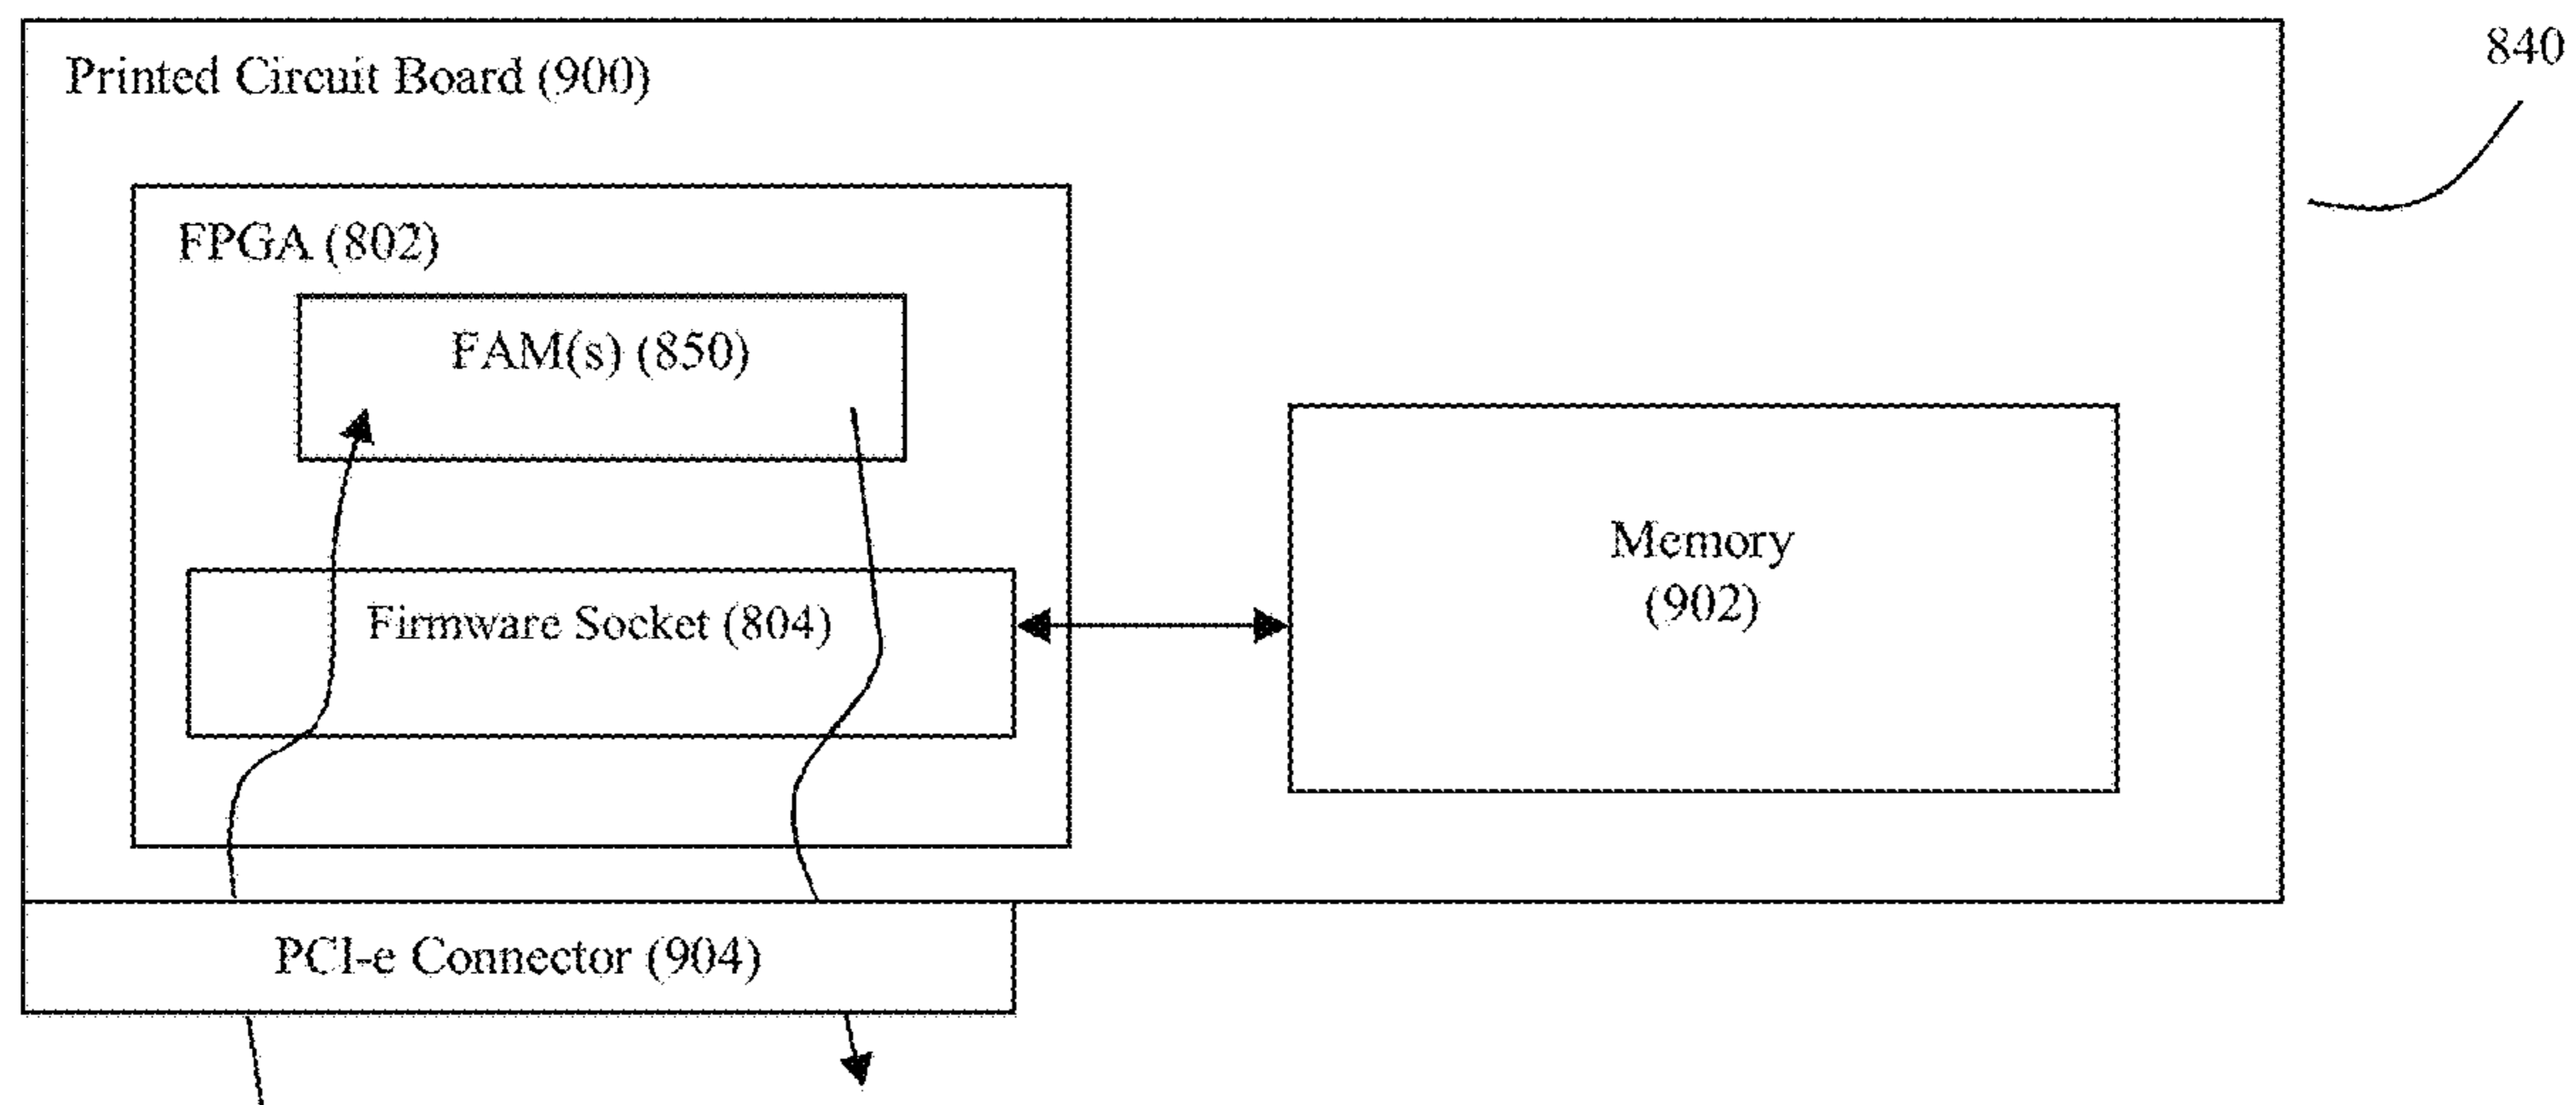 840
Printed Circuit Board (900)
FPGA (802)
FAM(s) (850)
Firmware Socket (804)
Memory
(902)
PCI-e Connector (904)